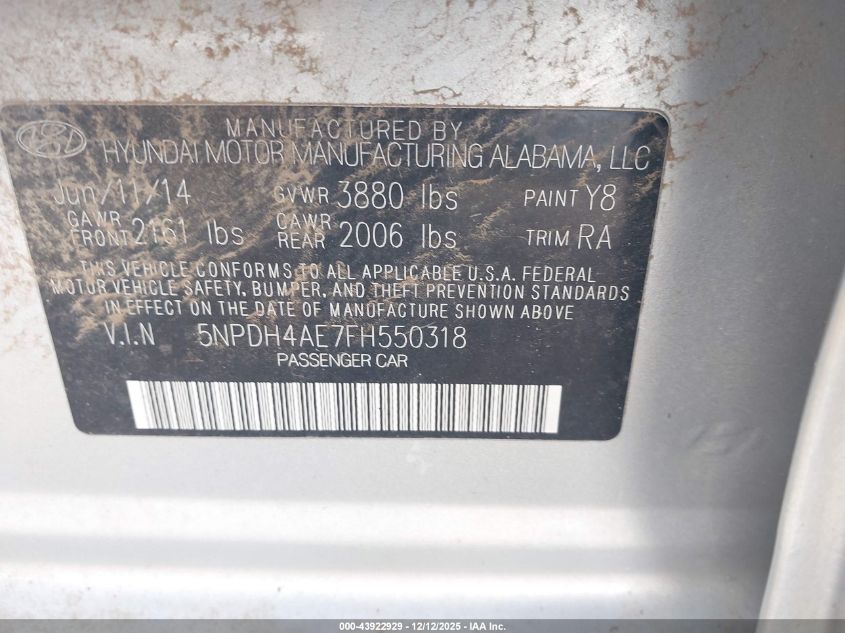 MANUFACTURED BY
HYUNDAI MOTOR MANUFACTURING ALABAMA, LLC
Jun/11/14 GVWR 3880 lbs PAINT Y8
GAWR FRONT 2161 lbs GAWR REAR 2006 lbs TRIM RA
THIS VEHICLE CONFORMS TO ALL APPLICABLE U.S.A. FEDERAL
MOTOR VEHICLE SAFETY, BUMPER, AND THEFT PREVENTION STANDARDS
IN EFFECT ON THE DATE OF MANUFACTURE SHOWN ABOVE
V.I.N 5NPDH4AE7FH550318
PASSENGER CAR
000-43922929 - 12/12/2025 - IAA Inc.